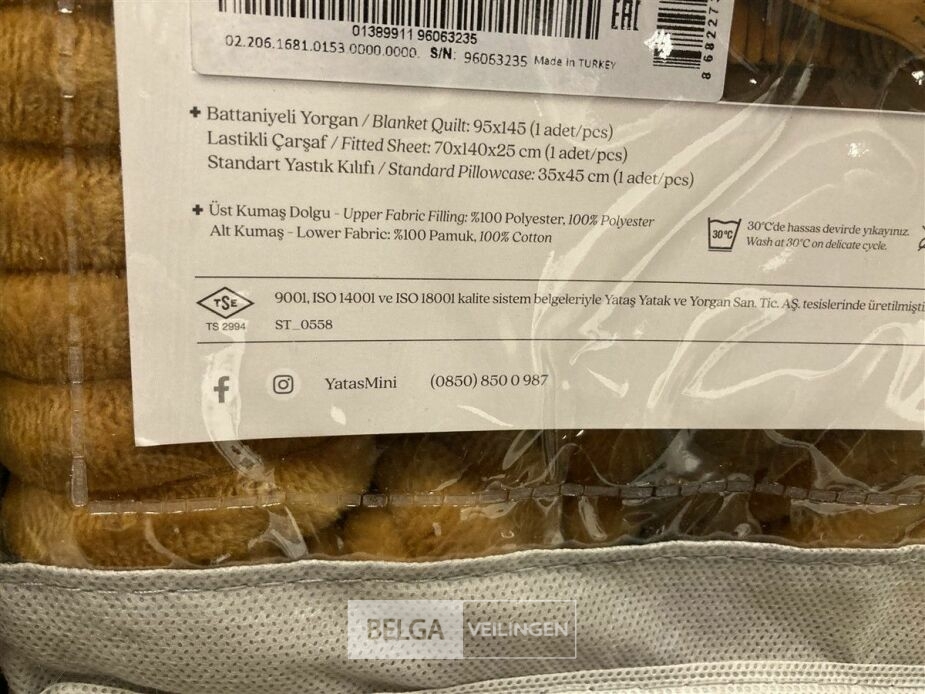 01389911 96063235
02.206.1681.0153.0000.0000. S/N: 96063235 Made in TURKEY
EAC
868227
+ Battaniyeli Yorgan / Blanket Quilt: 95x145 (1 adet/pcs)
Lastikli Çarşaf / Fitted Sheet: 70x140x25 cm (1 adet/pcs)
Standart Yastık Kılıfı / Standard Pillowcase: 35x45 cm (1 adet/pcs)
+ Üst Kumaş Dolgu - Upper Fabric Filling: %100 Polyester, 100% Polyester
Alt Kumaş - Lower Fabric: %100 Pamuk, 100% Cotton
30°C
30°C'de hassas devirde yıkayınız.
Wash at 30°C on delicate cycle.
TSE
TS 2994
9001, ISO 14001 ve ISO 18001 kalite sistem belgeleriyle Yataş Yatak ve Yorgan San. Tic. AŞ. tesislerinde üretilmişti
ST_0558
YatasMini (0850) 850 0 987
BELGA VEILINGEN